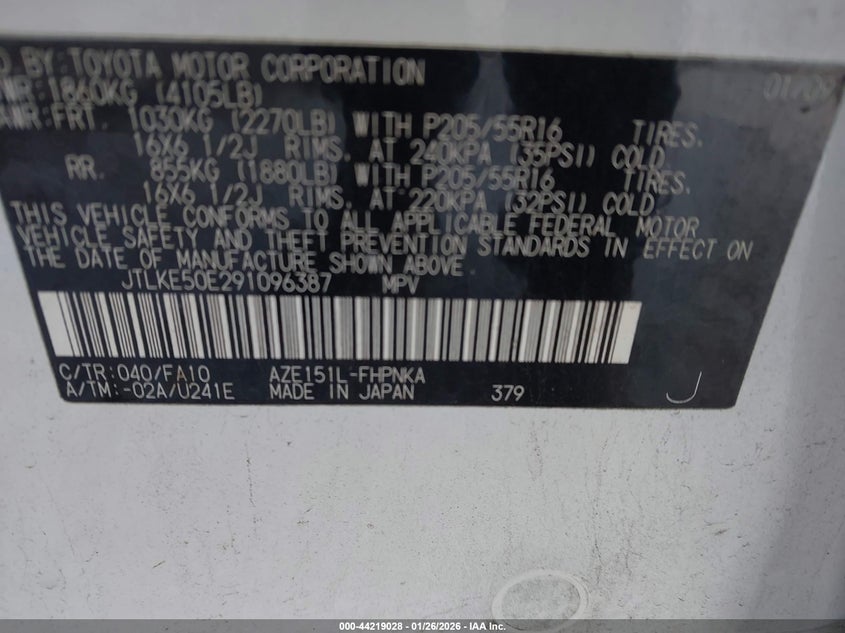 D BY: TOYOTA MOTOR CORPORATION
WR: 1860KG (4105LB)
WR: FRT. 1030KG (2270LB) WITH P205/55R16 TIRES.
16X6 1/2J RIMS, AT 240KPA (35PSI) COLD
RR. 855KG (1880LB) WITH P205/55R16 TIRES.
16X6 1/2J RIMS, AT 220KPA (32PSI) COLD
THIS VEHICLE CONFORMS TO ALL APPLICABLE FEDERAL MOTOR
VEHICLE SAFETY AND THEFT PREVENTION STANDARDS IN EFFECT ON
THE DATE OF MANUFACTURE SHOWN ABOVE.
JTLKE50E291096387 MPV
C/TR:040/FA10 AZE151L-FHPNKA
A/TM:-02A/U241E MADE IN JAPAN 379 J
000-44219028 - 01/26/2026 - IAA Inc.